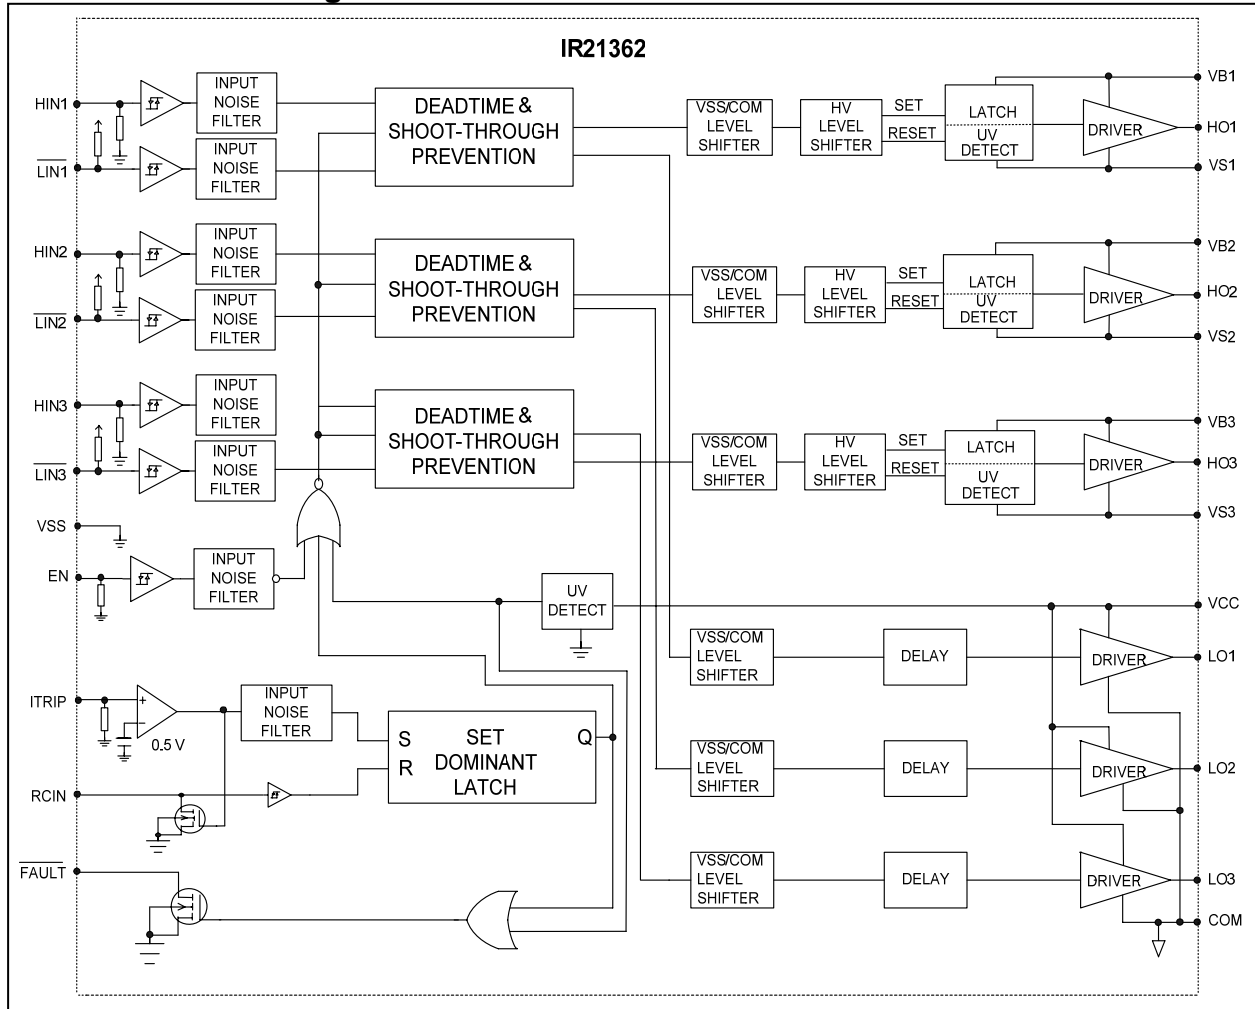 IR21362
HIN1
INPUT
NOISE
FILTER
DEADTIME &
SHOOT-THROUGH
PREVENTION
VSS/COM
LEVEL
SHIFTER
HV
LEVEL
SHIFTER
SET
RESET
LATCH
UV
DETECT
DRIVER
VB1
HO1
VS1
LIN1
INPUT
NOISE
FILTER
HIN2
INPUT
NOISE
FILTER
DEADTIME &
SHOOT-THROUGH
PREVENTION
VSS/COM
LEVEL
SHIFTER
HV
LEVEL
SHIFTER
SET
RESET
LATCH
UV
DETECT
DRIVER
VB2
HO2
VS2
LIN2
INPUT
NOISE
FILTER
HIN3
INPUT
NOISE
FILTER
DEADTIME &
SHOOT-THROUGH
PREVENTION
VSS/COM
LEVEL
SHIFTER
HV
LEVEL
SHIFTER
SET
RESET
LATCH
UV
DETECT
DRIVER
VB3
HO3
VS3
LIN3
INPUT
NOISE
FILTER
VSS
EN
INPUT
NOISE
FILTER
UV
DETECT
VCC
VSS/COM
LEVEL
SHIFTER
DELAY
DRIVER
LO1
ITRIP
+
−
0.5 V
INPUT
NOISE
FILTER
S
R
SET
DOMINANT
LATCH
Q
VSS/COM
LEVEL
SHIFTER
DELAY
DRIVER
LO2
RCIN
FAULT
VSS/COM
LEVEL
SHIFTER
DELAY
DRIVER
LO3
COM